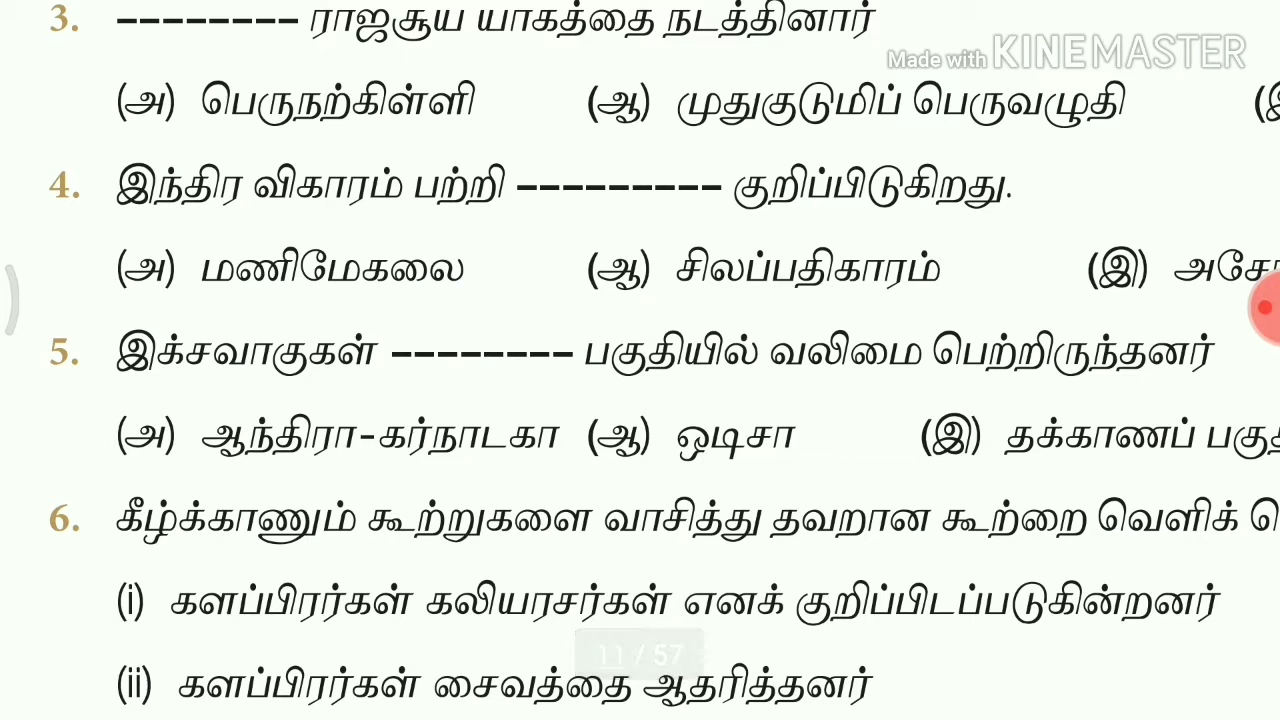 3. -------- ராஜசூய யாகத்தை நடத்தினார்
Made with KINEMASTER
(அ) பெருநற்கிள்ளி (ஆ) முதுகுடுமிப் பெருவழுதி
4. இந்திர விகாரம் பற்றி --------- குறிப்பிடுகிறது.
(அ) மணிமேகலை (ஆ) சிலப்பதிகாரம் (இ)
5. இக்சவாகுகள் -------- பகுதியில் வலிமை பெற்றிருந்தனர்
(அ) ஆந்திரா-கர்நாடகா (ஆ) ஒடிசா (இ) தக்காணப்
6. கீழ்க்காணும் கூற்றுகளை வாசித்து தவறான கூற்றை வெளிக்
(i) களப்பிரர்கள் கலியரசர்கள் எனக் குறிப்பிடப்படுகின்றனர்
11 / 57
(ii) களப்பிரர்கள் சைவத்தை ஆதரித்தனர்